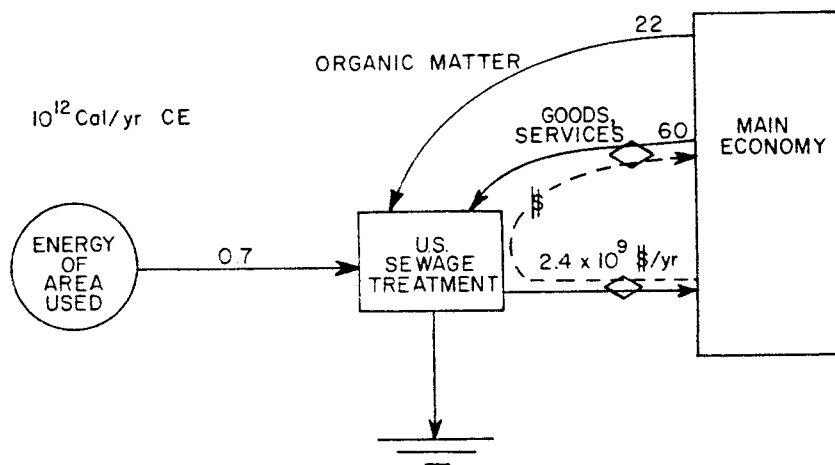 22
ORGANIC MATTER
10¹² Cal/yr CE
GOODS,
SERVICES
60
MAIN
ECONOMY
$
ENERGY
OF
AREA
USED
0.7
U.S.
SEWAGE
TREATMENT
2.4 x 10⁹ $/yr